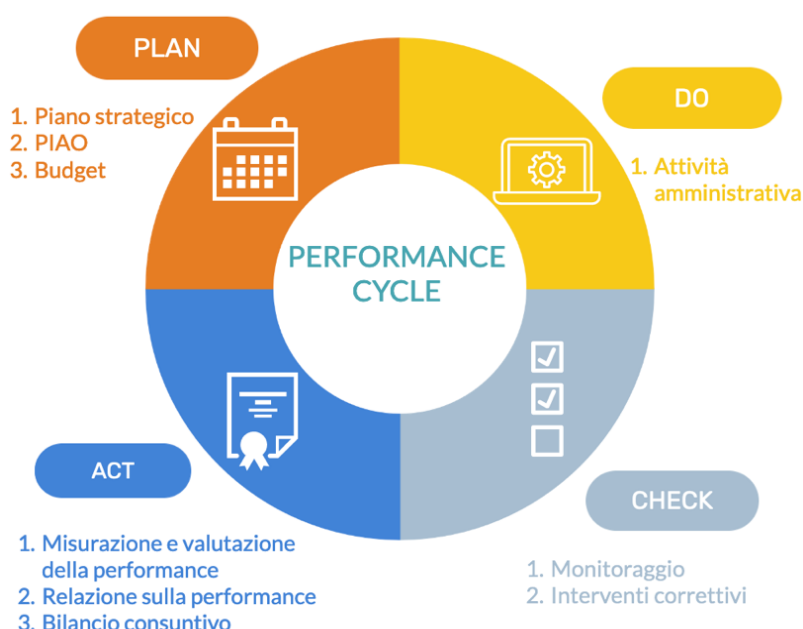 PLAN
1. Piano strategico
2. PIAO
3. Budget
DO
1. Attività
amministrativa
PERFORMANCE
CYCLE
ACT
1. Misurazione e valutazione
della performance
2. Relazione sulla performance
3. Bilancio consuntivo
CHECK
1. Monitoraggio
2. Interventi correttivi